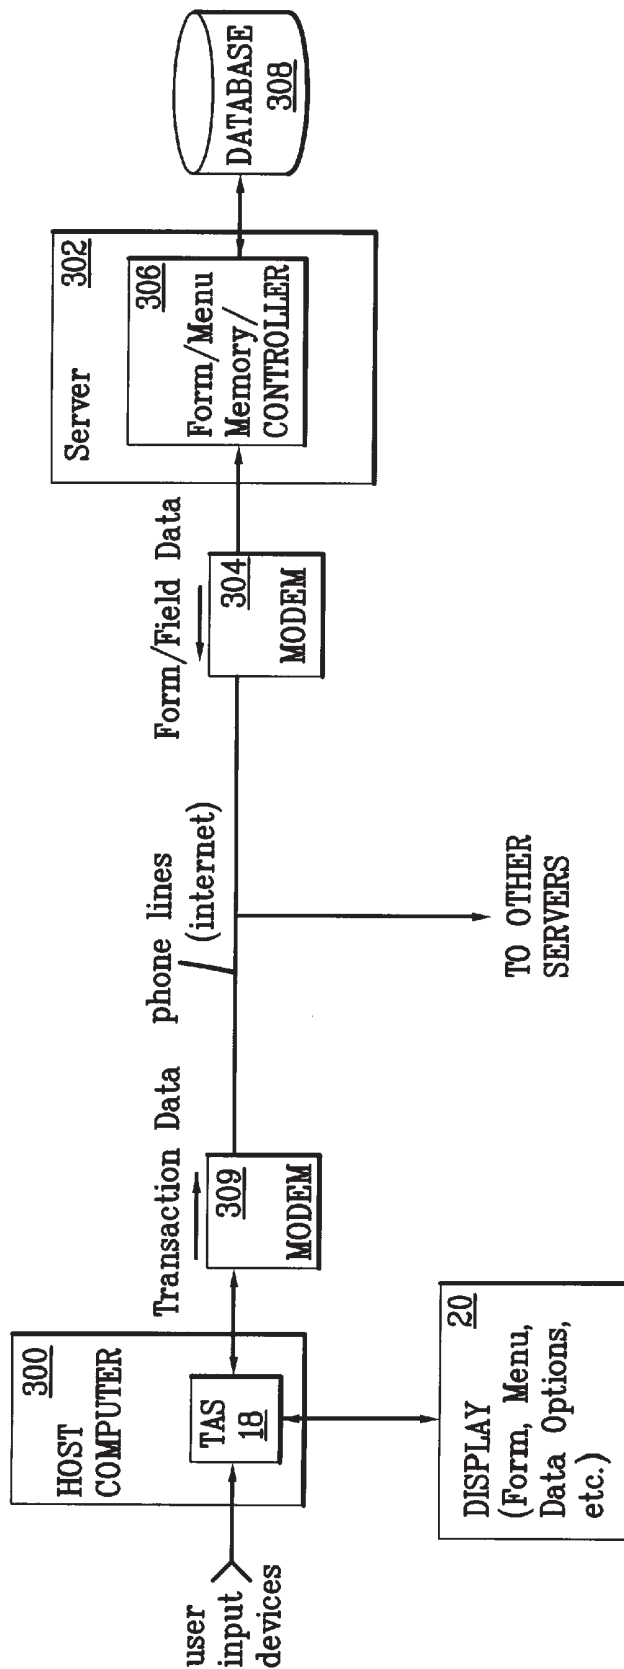 user
input
devices
HOST
COMPUTER
300
TAS
18
DISPLAY
(Form, Menu,
Data Options,
etc.)
20
Transaction Data
309
MODEM
phone lines
(internet)
TO OTHER
SERVERS
Form/Field Data
304
MODEM
Server
302
306
Form/Menu
Memory/
CONTROLLER
DATABASE
308